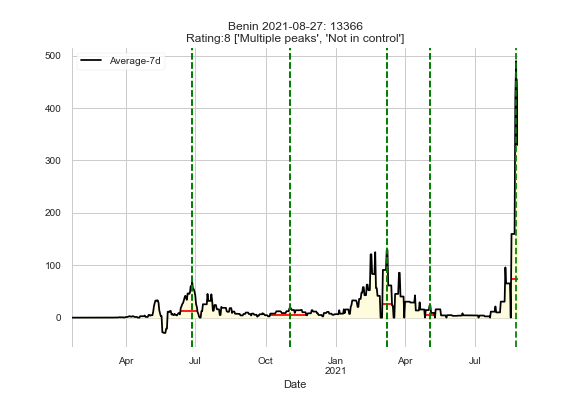 Benin 2021-08-27: 13366
Rating:8 ['Multiple peaks', 'Not in control']
Average-7d
500
400
300
200
100
0
Apr Jul Oct Jan Apr Jul
2021
Date